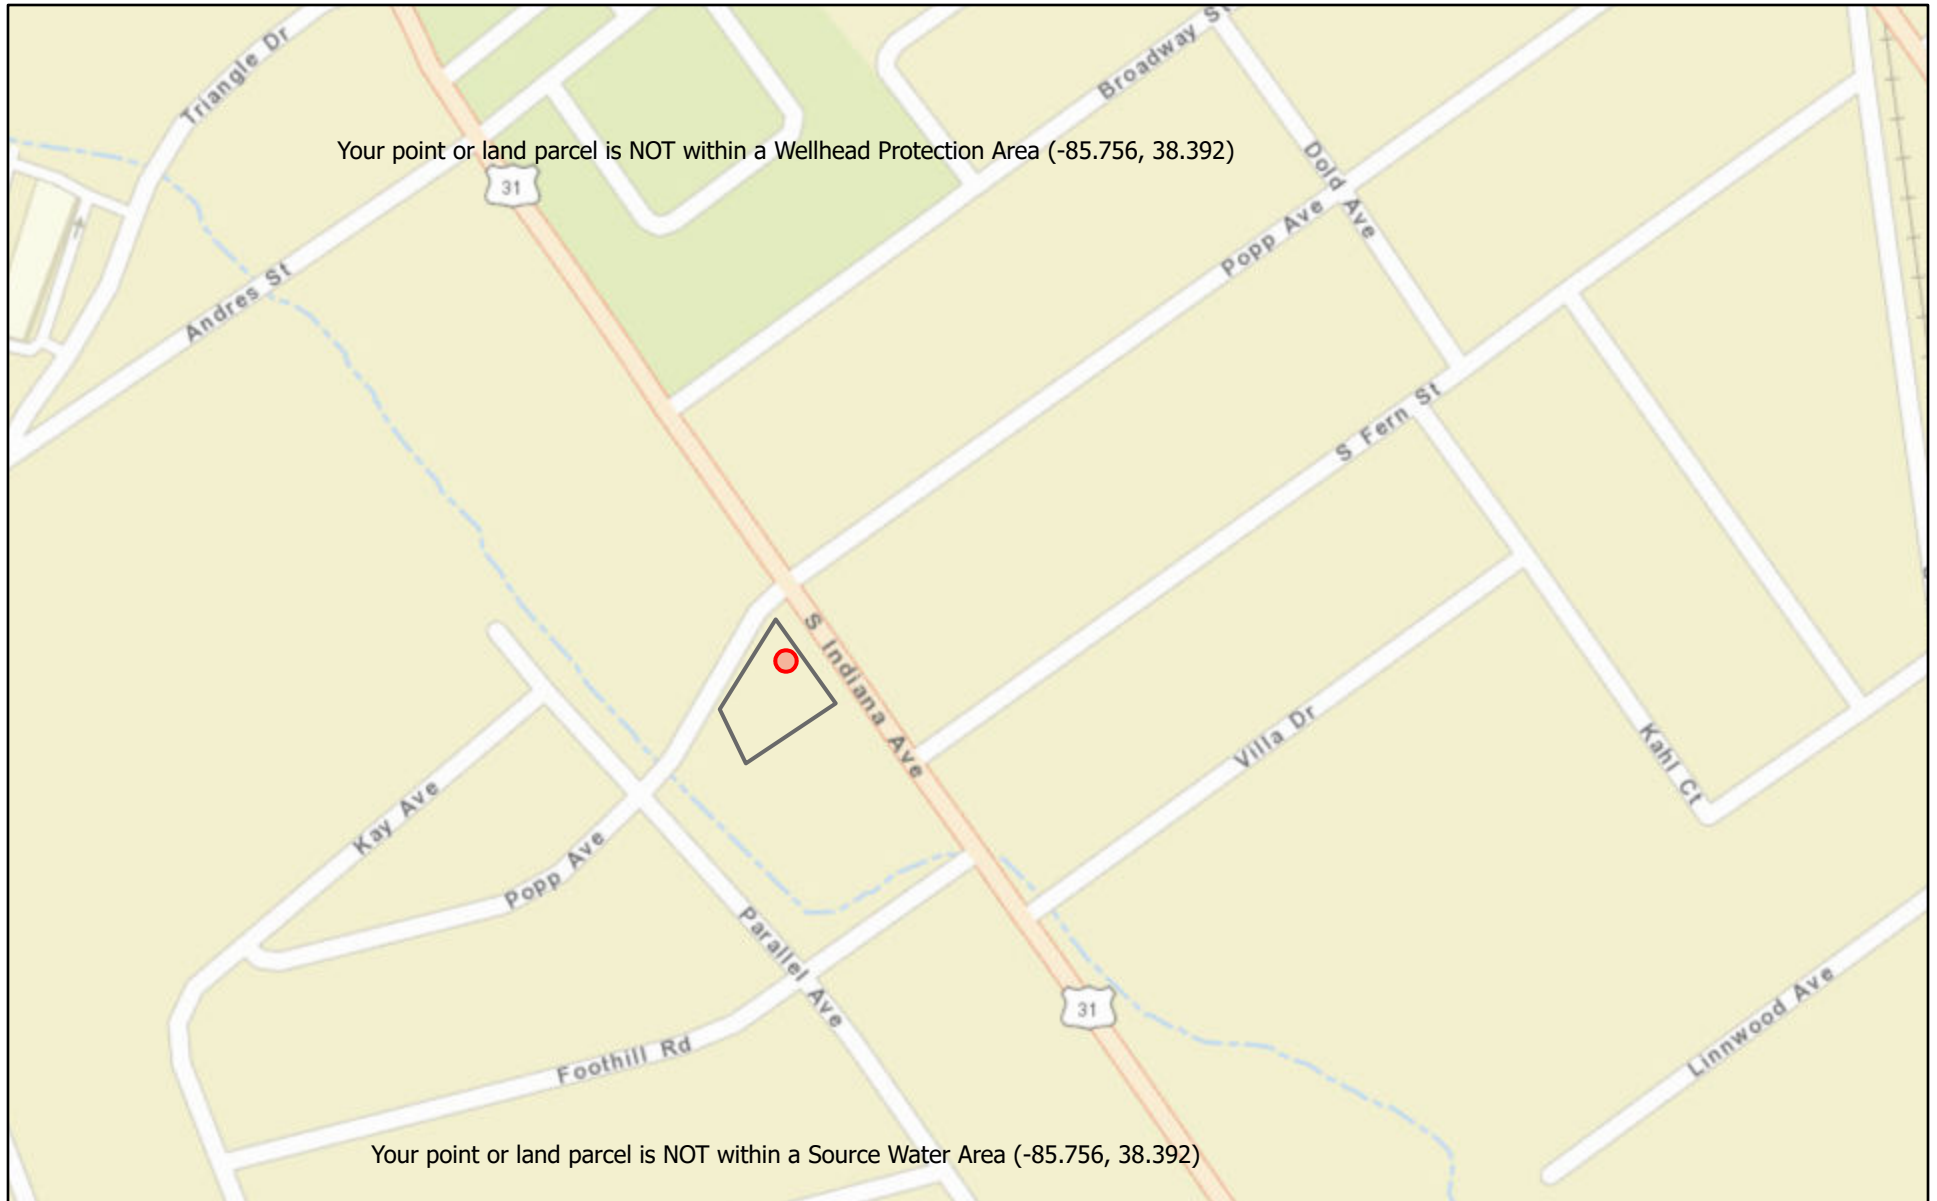 Triangle Dr
Broadway St
Your point or land parcel is NOT within a Wellhead Protection Area (-85.756, 38.392)
31
Dold Ave
Popp Ave
Andres St
S Fern St
S Indiana Ave
Villa Dr
Kahl Ct
Kay Ave
Popp Ave
Parallel Ave
31
Linnwood Ave
Foothill Rd
Your point or land parcel is NOT within a Source Water Area (-85.756, 38.392)